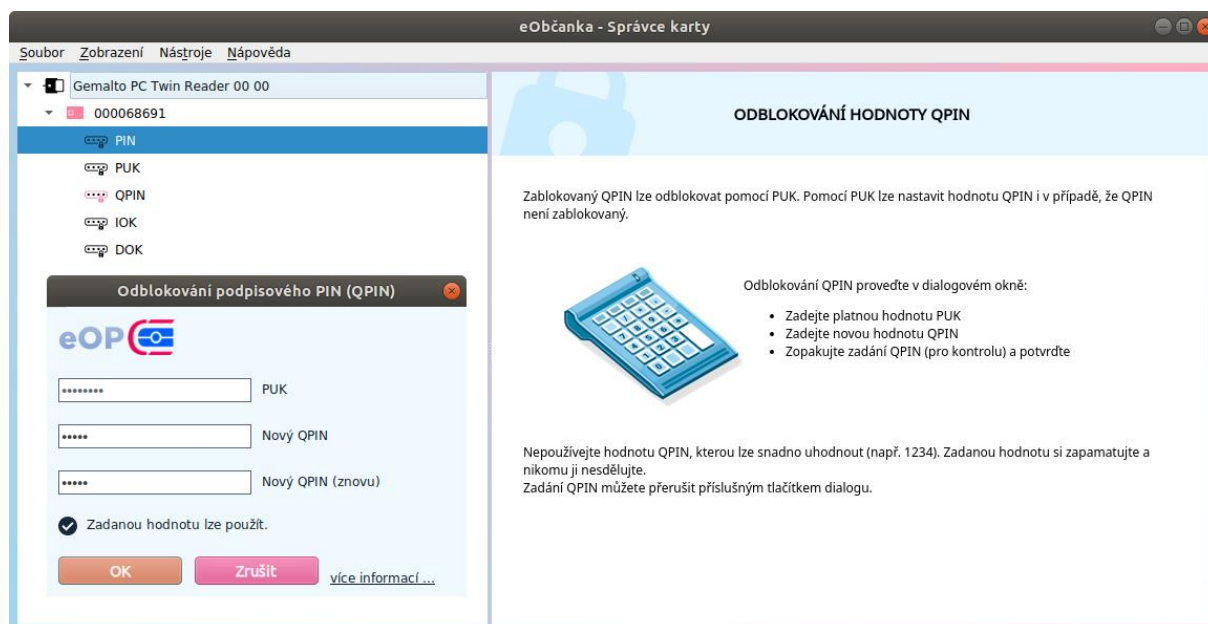 eObčanka - Správce karty
Soubor Zobrazení Nástroje Nápověda
Gemalto PC Twin Reader 00 00
000068691
PIN
PUK
QPIN
IOK
DOK
Odblokování podpisového PIN (QPIN)
eOP
PUK
Nový QPIN
Nový QPIN (znovu)
Zadanou hodnotu lze použít.
OK
Zrušit
více informací ...
ODBLOKOVÁNÍ HODNOTY QPIN
Zablokovaný QPIN lze odblokovat pomocí PUK. Pomocí PUK lze nastavit hodnotu QPIN i v případě, že QPIN
není zablokovaný.
Odblokování QPIN proveďte v dialogovém okně:
• Zadejte platnou hodnotu PUK
• Zadejte novou hodnotu QPIN
• Zopakujte zadání QPIN (pro kontrolu) a potvrďte
Nepoužívejte hodnotu QPIN, kterou lze snadno uhodnout (např. 1234). Zadanou hodnotu si zapamatujte a
nikomu ji nesdělujte.
Zadání QPIN můžete přerušit příslušným tlačítkem dialogu.